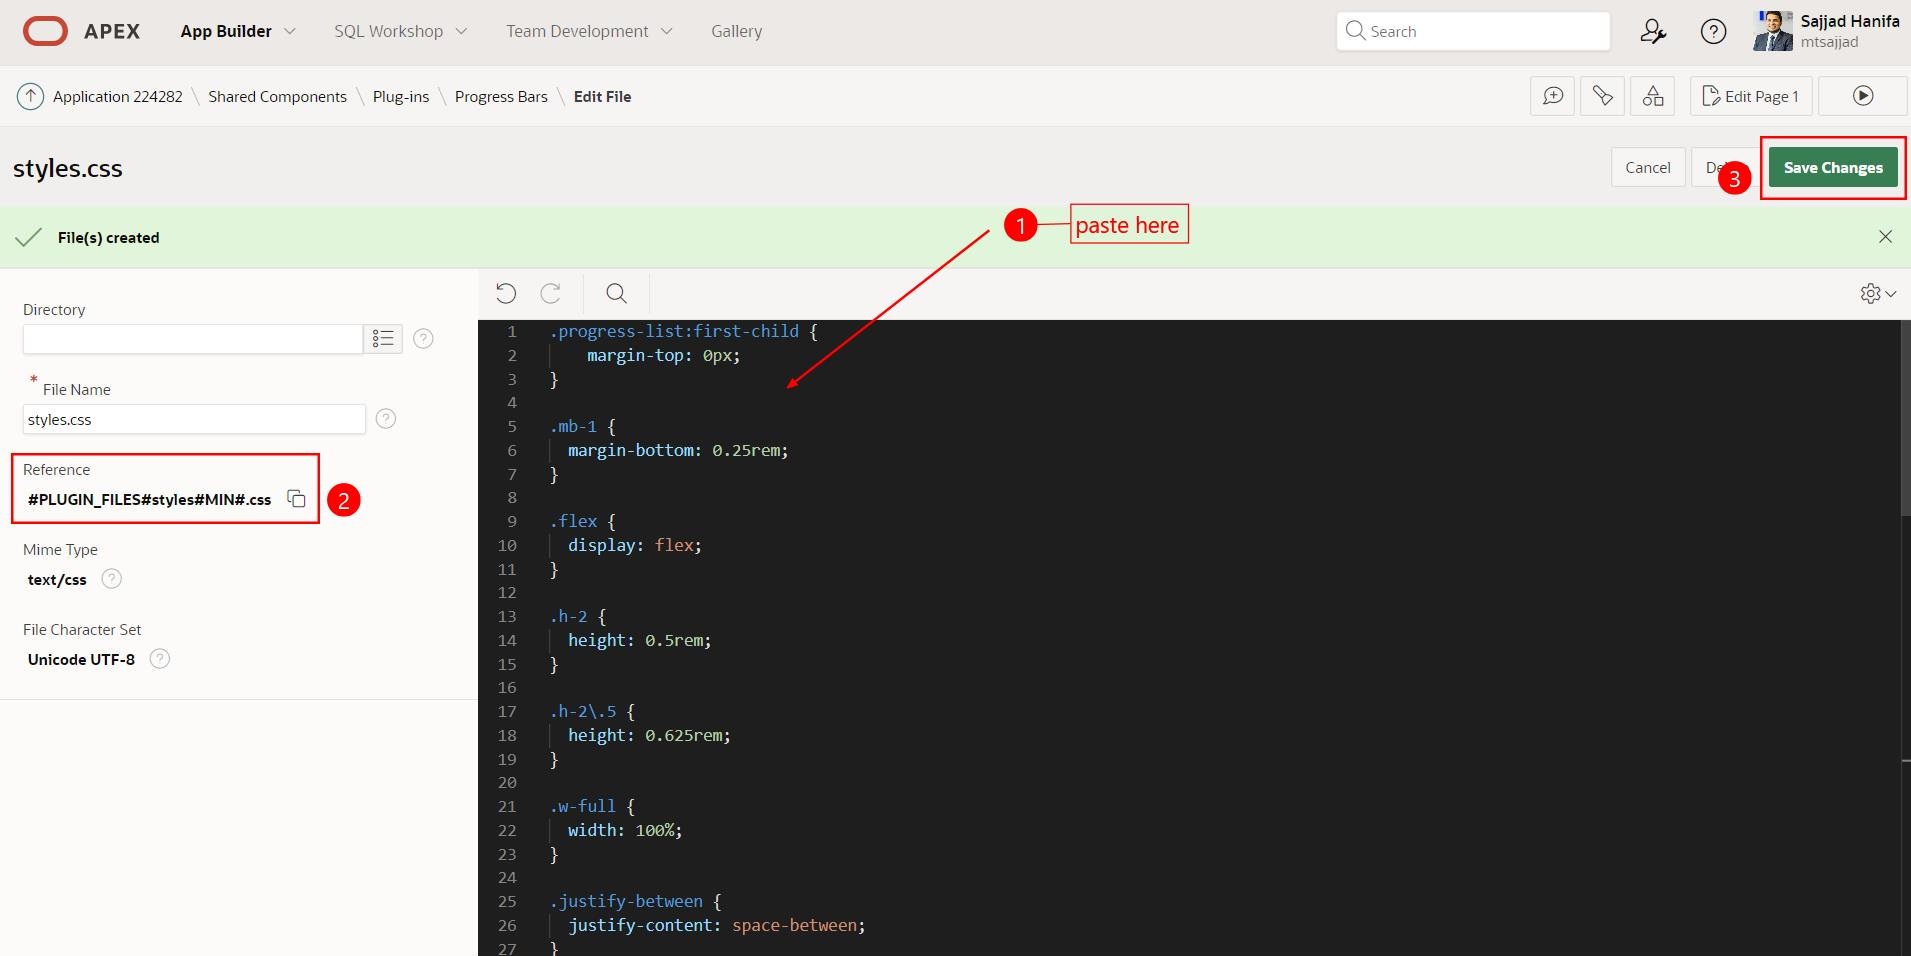 APEX App Builder SQL Workshop Team Development Gallery Search ? Sajjad Hanifa
mtsajjad
Application 224282 \ Shared Components \ Plug-ins \ Progress Bars \ Edit File Edit Page 1
styles.css Cancel 3 Save Changes
File(s) created 1 paste here
Directory
?
* File Name
styles.css ?
Reference
#PLUGIN_FILES#styles#MIN#.css 2
Mime Type
text/css ?
File Character Set
Unicode UTF-8 ?
1 .progress-list:first-child {
2 margin-top: 0px;
3 }
4
5 .mb-1 {
6 margin-bottom: 0.25rem;
7 }
8
9 .flex {
10 display: flex;
11 }
12
13 .h-2 {
14 height: 0.5rem;
15 }
16
17 .h-2\.5 {
18 height: 0.625rem;
19 }
20
21 .w-full {
22 width: 100%;
23 }
24
25 .justify-between {
26 justify-content: space-between;
27 }